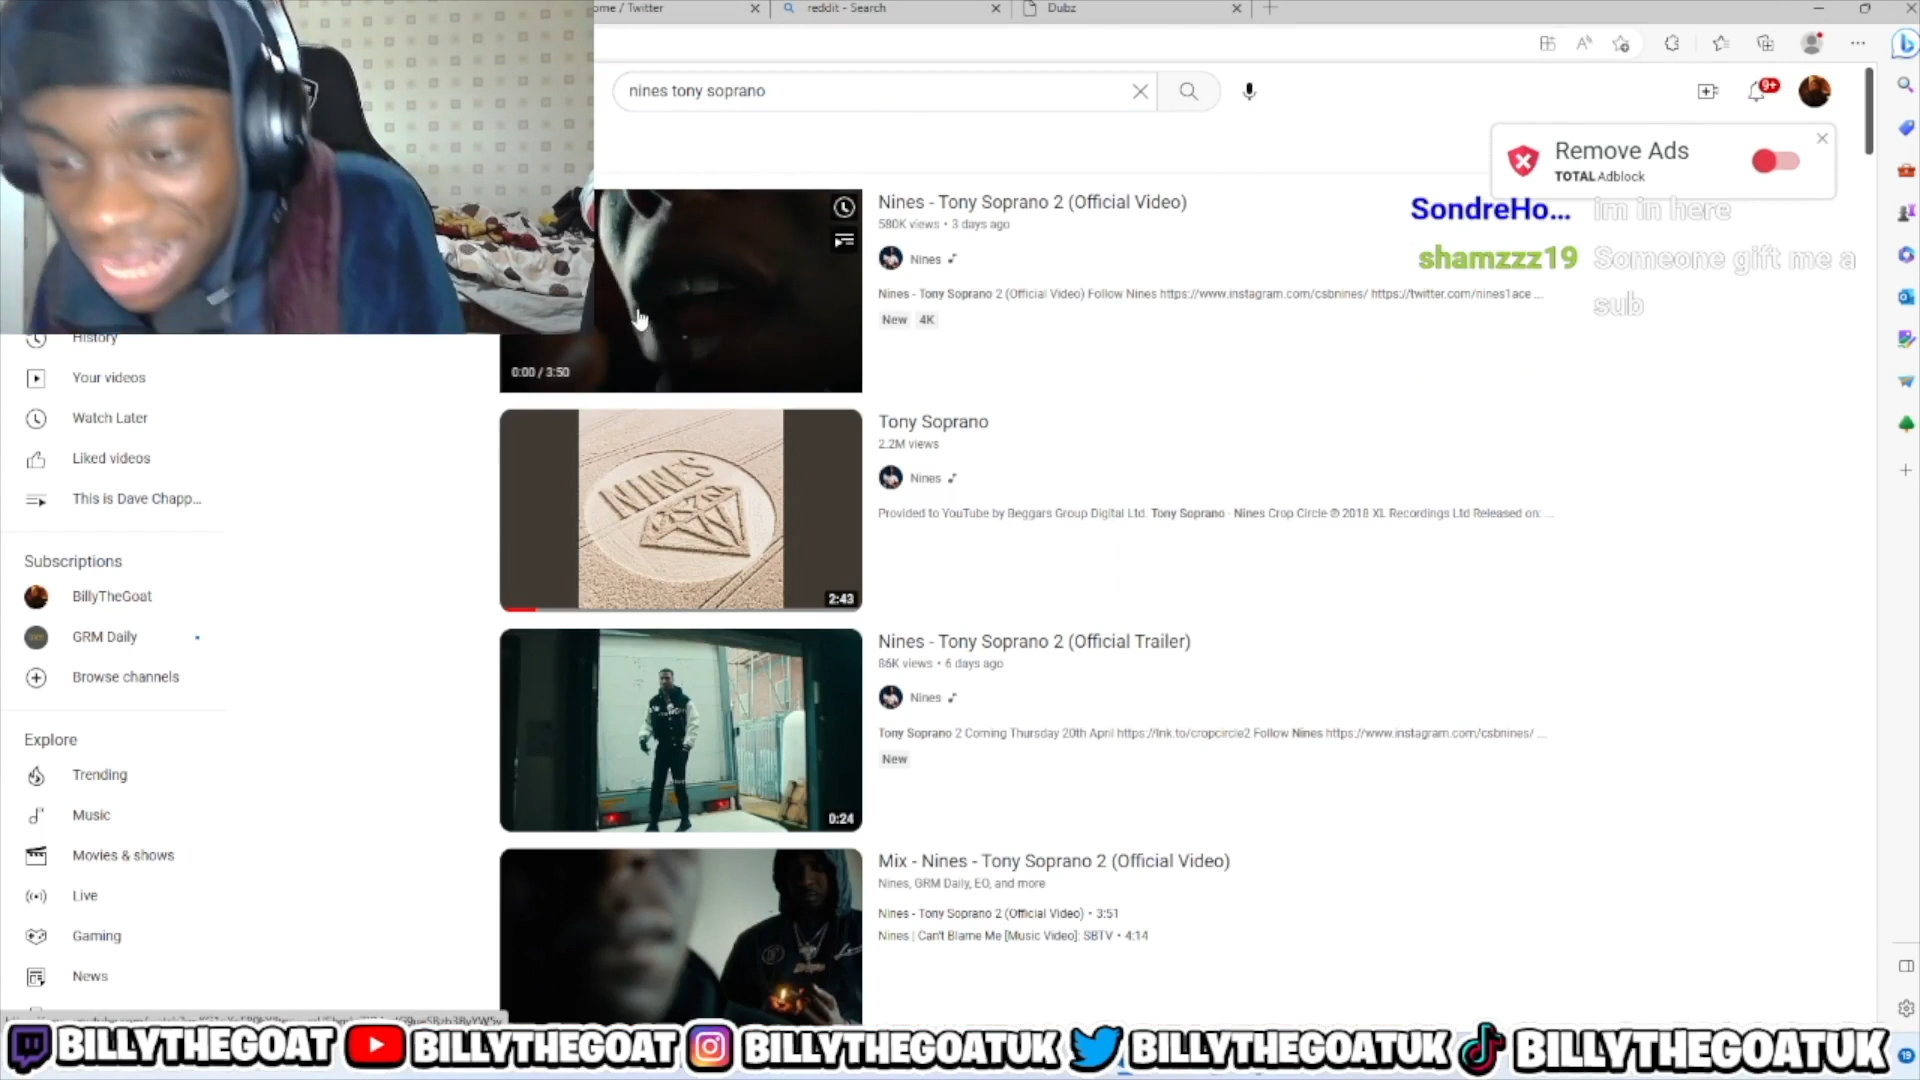 ome / Twitter
reddit - Search
Dubz
nines tony soprano
9+
Remove Ads
TOTAL Adblock
SondreHo... im in here
shamzzz19 Someone gift me a
sub
Nines - Tony Soprano 2 (Official Video)
580K views • 3 days ago
Nines
Nines - Tony Soprano 2 (Official Video) Follow Nines https://www.instagram.com/csbnines/ https://twitter.com/nines1ace ...
New 4K
0:00 / 3:50
History
Your videos
Watch Later
Liked videos
This is Dave Chapp...
Subscriptions
BillyTheGoat
GRM Daily
Browse channels
Explore
Trending
Music
Movies & shows
Live
Gaming
News
Tony Soprano
2.2M views
Nines
Provided to YouTube by Beggars Group Digital Ltd. Tony Soprano · Nines Crop Circle ℗ 2018 XL Recordings Ltd Released on: ...
NINES
2:43
Nines - Tony Soprano 2 (Official Trailer)
86K views • 6 days ago
Nines
Tony Soprano 2 Coming Thursday 20th April https://lnk.to/cropcircle2 Follow Nines https://www.instagram.com/csbnines/ ...
New
0:24
Mix - Nines - Tony Soprano 2 (Official Video)
Nines, GRM Daily, EO, and more
Nines - Tony Soprano 2 (Official Video) • 3:51
Nines | Can't Blame Me [Music Video]: SBTV • 4:14
BILLYTHEGOAT BILLYTHEGOAT BILLYTHEGOATUK BILLYTHEGOATUK BILLYTHEGOATUK
19